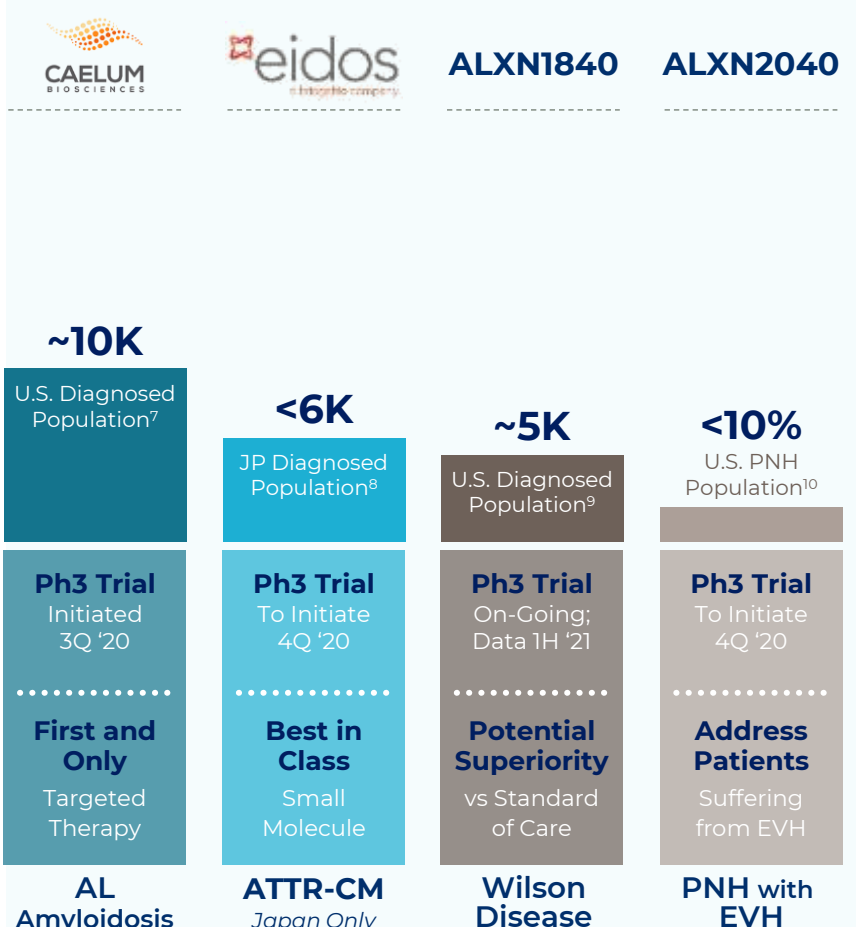 CAELUM
BIOSCIENCES
eidos
a bridgebio company
ALXN1840
ALXN2040
~10K
U.S. Diagnosed
Population⁷
<6K
JP Diagnosed
Population⁸
~5K
U.S. Diagnosed
Population⁹
<10%
U.S. PNH
Population¹⁰
Ph3 Trial
Initiated
3Q ‘20
First and
Only
Targeted
Therapy
Ph3 Trial
To Initiate
4Q ‘20
Best in
Class
Small
Molecule
Ph3 Trial
On-Going;
Data 1H ‘21
Potential
Superiority
vs Standard
of Care
Ph3 Trial
To Initiate
4Q ‘20
Address
Patients
Suffering
from EVH
AL
Amyloidosis
ATTR-CM
Japan Only
Wilson
Disease
PNH with
EVH